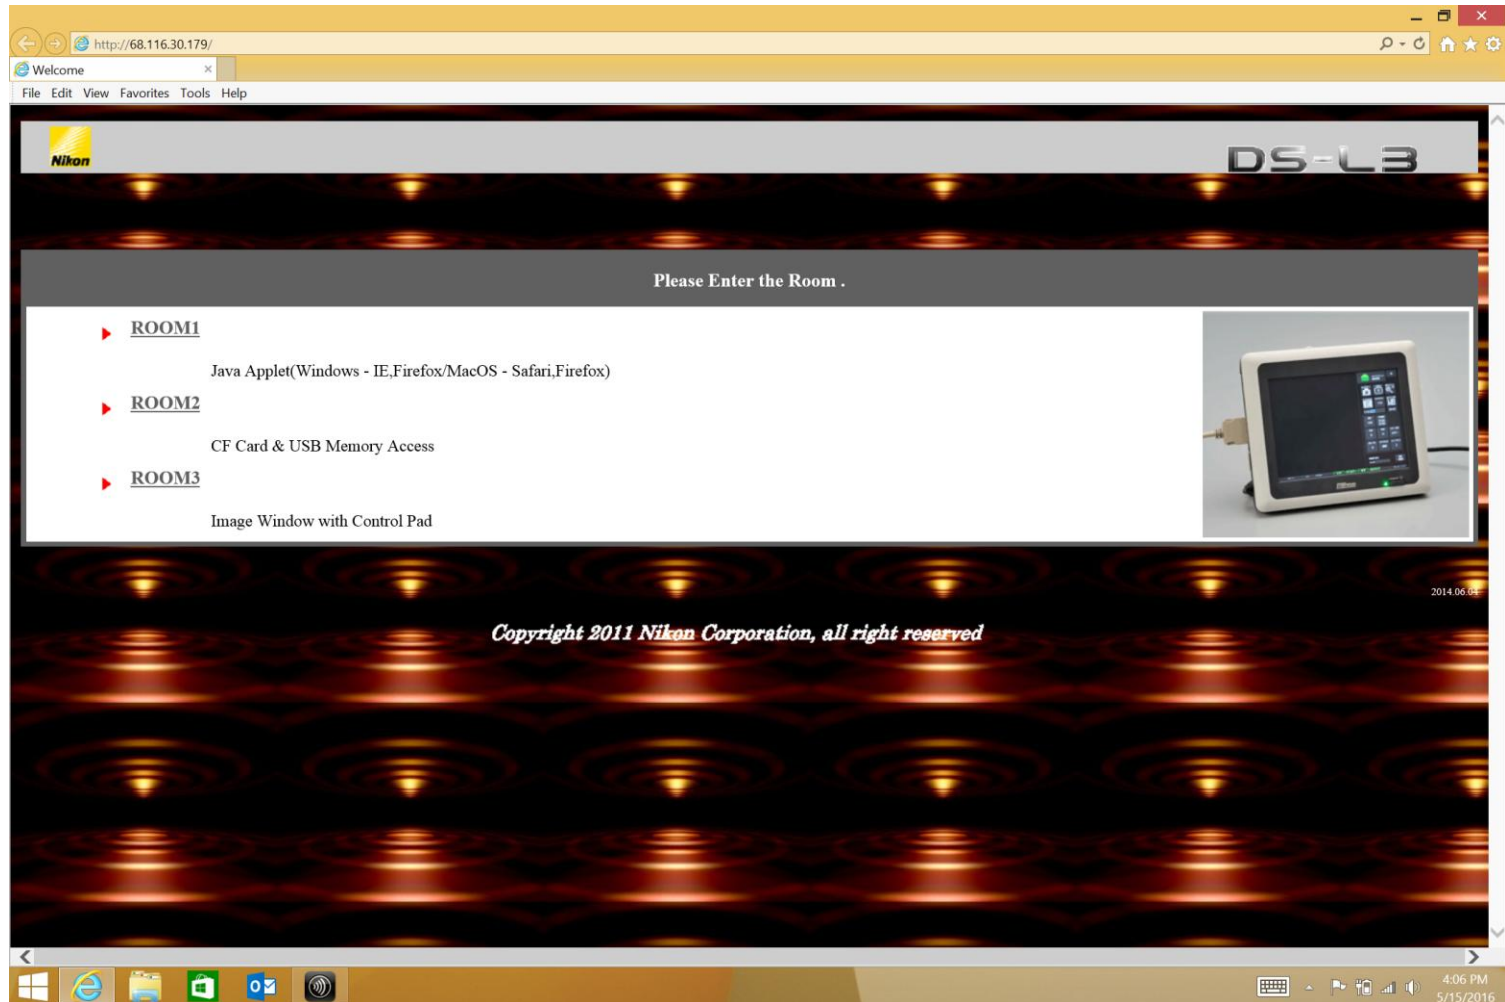 http://68.116.30.179/
Welcome
File Edit View Favorites Tools Help
Nikon
DS-L3
Please Enter the Room .
ROOM1
Java Applet(Windows - IE,Firefox/MacOS - Safari,Firefox)
ROOM2
CF Card & USB Memory Access
ROOM3
Image Window with Control Pad
Nikon
2014.06.04
Copyright 2011 Nikon Corporation, all right reserved
4:06 PM
5/15/2016